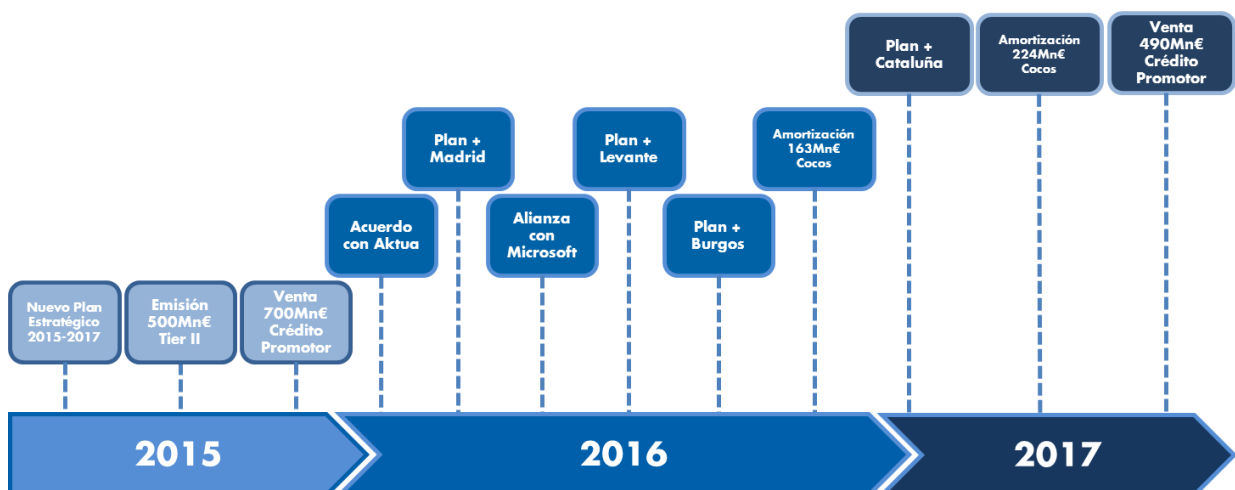 Nuevo Plan
Estratégico
2015-2017
Emisión
500Mn€
Tier II
Venta
700Mn€
Crédito
Promotor
Acuerdo
con Aktua
Plan +
Madrid
Alianza
con
Microsoft
Plan +
Levante
Plan +
Burgos
Amortización
163Mn€
Cocos
Plan +
Cataluña
Amortización
224Mn€
Cocos
Venta
490Mn€
Crédito
Promotor
2015
2016
2017